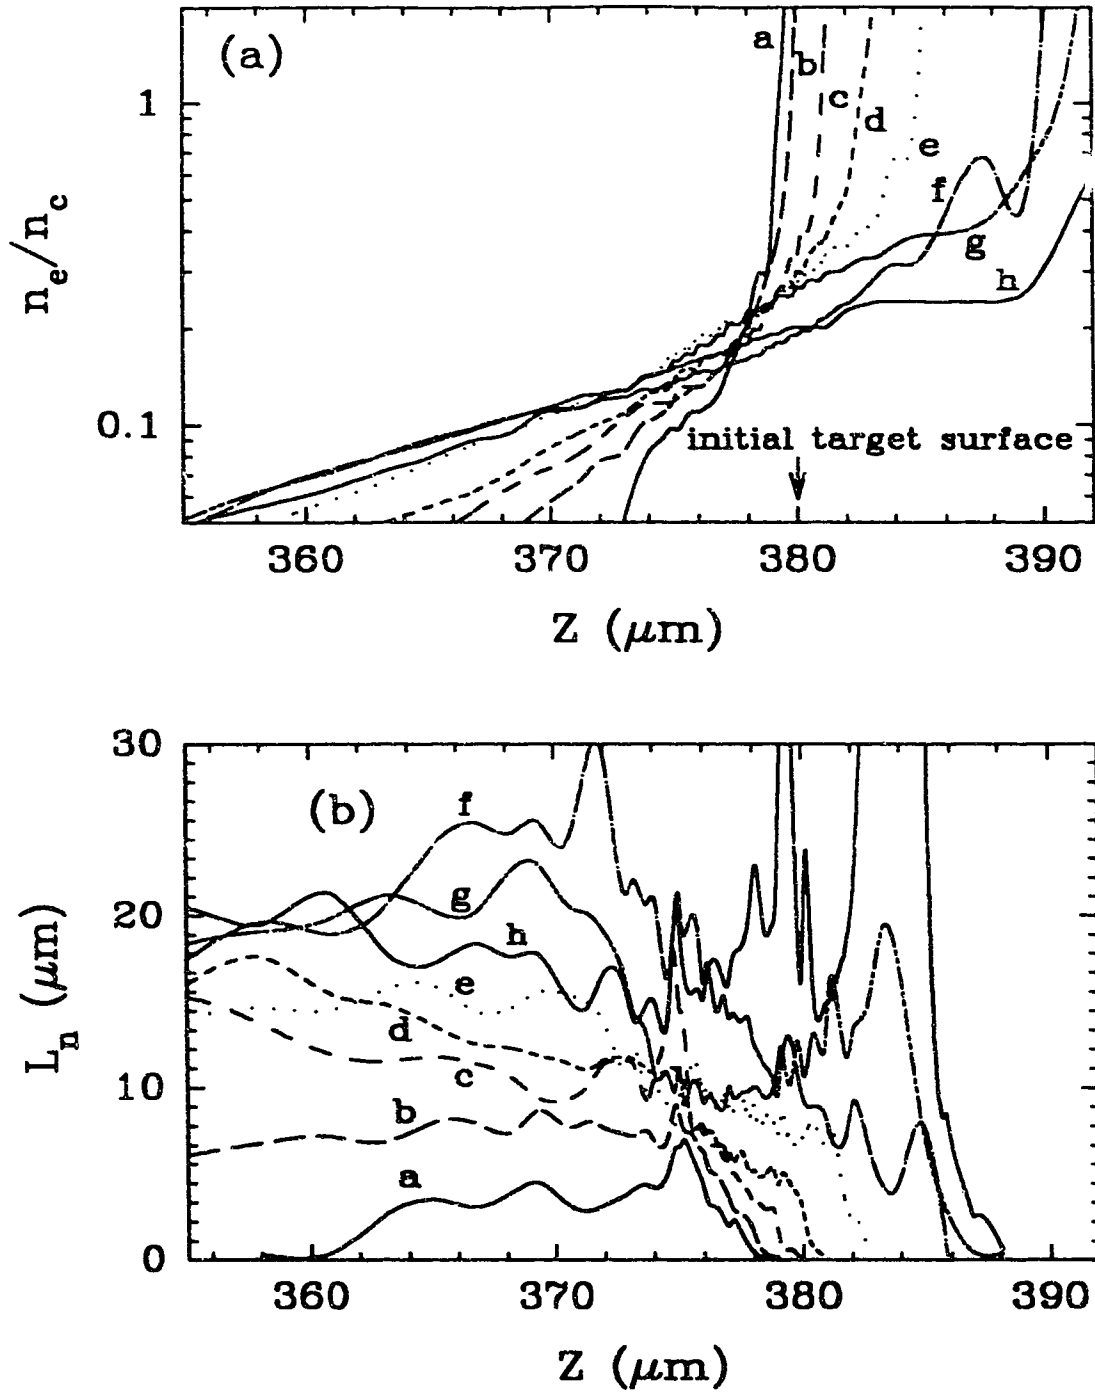 (a)
a
b
c
d
e
f
g
h
1
0.1
n_e/n_c
initial target surface
360 370 380 390
Z (μm)
30
20
10
0
(b)
f
g
h
e
d
c
b
a
L_n (μm)
360 370 380 390
Z (μm)